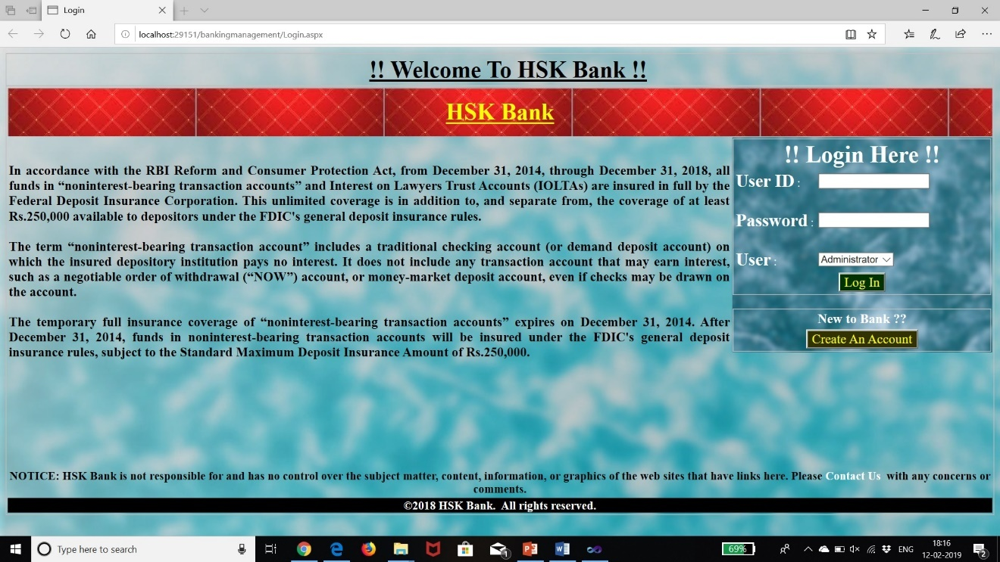 Login
localhost:29151/bankingmanagement/Login.aspx
!! Welcome To HSK Bank !!
HSK Bank
In accordance with the RBI Reform and Consumer Protection Act, from December 31, 2014, through December 31, 2018, all
funds in “noninterest-bearing transaction accounts” and Interest on Lawyers Trust Accounts (IOLTAs) are insured in full by the
Federal Deposit Insurance Corporation. This unlimited coverage is in addition to, and separate from, the coverage of at least
Rs.250,000 available to depositors under the FDIC's general deposit insurance rules.
The term “noninterest-bearing transaction account” includes a traditional checking account (or demand deposit account) on
which the insured depository institution pays no interest. It does not include any transaction account that may earn interest,
such as a negotiable order of withdrawal (“NOW”) account, or money-market deposit account, even if checks may be drawn on
the account.
The temporary full insurance coverage of “noninterest-bearing transaction accounts” expires on December 31, 2014. After
December 31, 2014, funds in noninterest-bearing transaction accounts will be insured under the FDIC's general deposit
insurance rules, subject to the Standard Maximum Deposit Insurance Amount of Rs.250,000.
!! Login Here !!
User ID :
Password :
User : Administrator
Log In
New to Bank ??
Create An Account
NOTICE: HSK Bank is not responsible for and has no control over the subject matter, content, information, or graphics of the web sites that have links here. Please Contact Us with any concerns or
comments.
©2018 HSK Bank. All rights reserved.
Type here to search
1
69%
ENG
18:16
12-02-2019
2